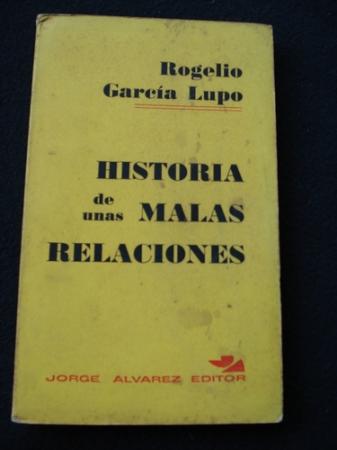 Rogelio
García Lupo
HISTORIA
de unas MALAS
RELACIONES
JORGE ALVAREZ EDITOR